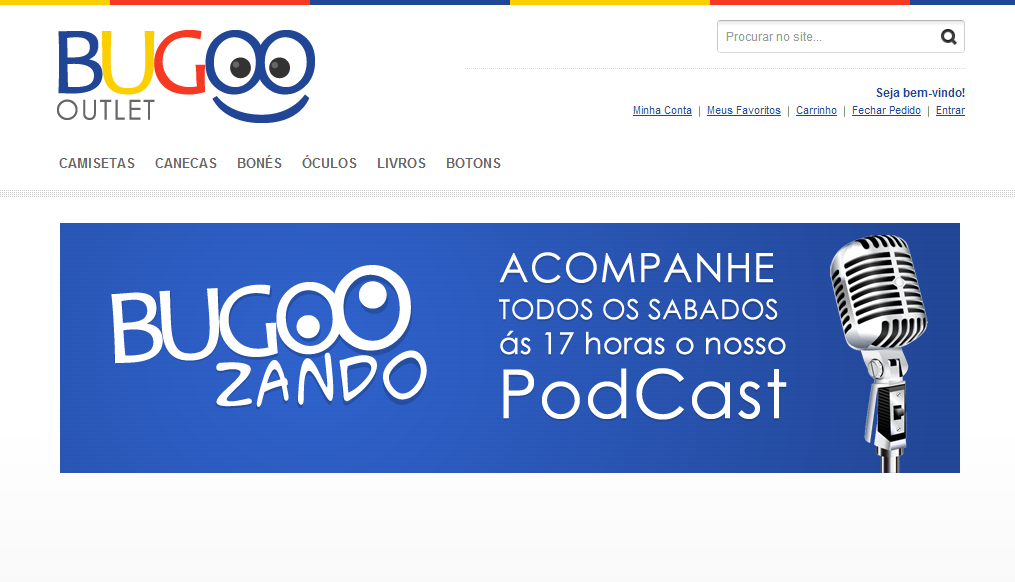 BUGOO
OUTLET
Procurar no site...
Seja bem-vindo!
Minha Conta | Meus Favoritos | Carrinho | Fechar Pedido | Entrar
CAMISETAS CANECAS BONÉS ÓCULOS LIVROS BOTONS
BUGOO
ZANDO
ACOMPANHE
TODOS OS SABADOS
ás 17 horas o nosso
PodCast